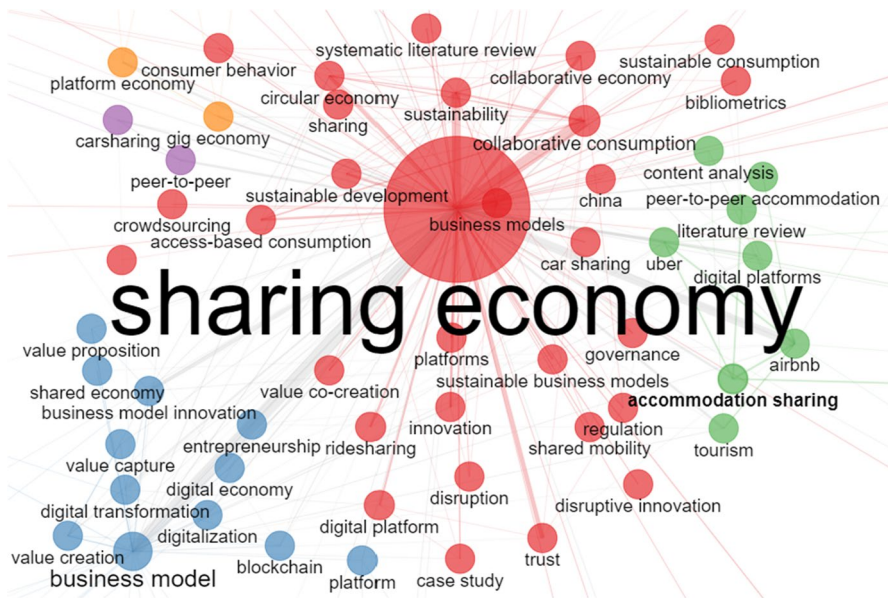 systematic literature review
sustainable consumption
consumer behavior
collaborative economy
platform economy
circular economy
bibliometrics
sharing
sustainability
carsharing
gig economy
collaborative consumption
content analysis
peer-to-peer
sustainable development
china
peer-to-peer accommodation
crowdsourcing
business models
literature review
access-based consumption
car sharing
uber
digital platforms
sharing economy
value proposition
platforms
governance
airbnb
shared economy
value co-creation
sustainable business models
accommodation sharing
business model innovation
innovation
regulation
entrepreneurship
ridesharing
shared mobility
tourism
value capture
digital economy
disruption
disruptive innovation
digital transformation
digital platform
digitalization
value creation
blockchain
platform
case study
trust
business model